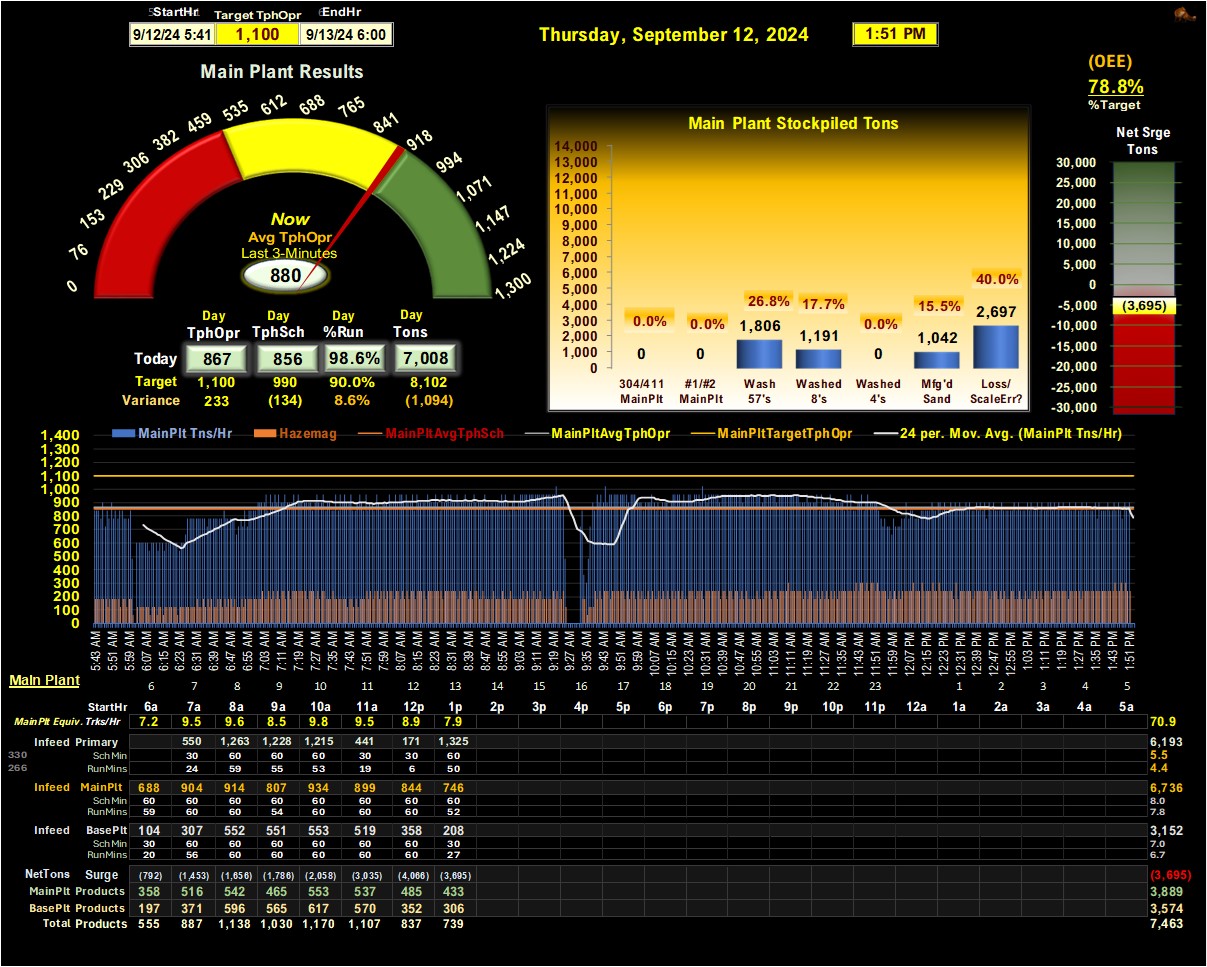 StartHr Target TphOpr EndHr
9/12/24 5:41 1,100 9/13/24 6:00
Thursday, September 12, 2024 1:51 PM
(OEE)
78.8%
%Target
Main Plant Results
0 76 153 229 306 382 459 535 612 688 765 841 918 994 1,071 1,147 1,224 1,300
Now
Avg TphOpr
Last 3-Minutes
880
Day Day Day Day
TphOpr TphSch %Run Tons
Today 867 856 98.6% 7,008
Target 1,100 990 90.0% 8,102
Variance 233 (134) 8.6% (1,094)
Main Plant Stockpiled Tons
14,000
13,000
12,000
11,000
10,000
9,000
8,000
7,000
6,000
5,000
4,000
3,000
2,000
1,000
0
0.0% 0.0% 26.8% 17.7% 0.0% 15.5% 40.0%
0 0 1,806 1,191 0 1,042 2,697
304/411 #1/#2 Wash Washed Washed Mfg'd Loss/
MainPlt MainPlt 57's 8's 4's Sand ScaleErr?
Net Srge
Tons
30,000
25,000
20,000
15,000
10,000
5,000
0
-5,000
(3,695)
-10,000
-15,000
-20,000
-25,000
-30,000
MainPlt Tns/Hr Hazemag MainPltAvgTphSch MainPltAvgTphOpr MainPltTargetTphOpr 24 per. Mov. Avg. (MainPlt Tns/Hr)
1,400
1,300
1,200
1,100
1,000
900
800
700
600
500
400
300
200
100
0
5:43 AM 5:51 AM 5:59 AM 6:07 AM 6:15 AM 6:23 AM 6:31 AM 6:39 AM 6:47 AM 6:55 AM 7:03 AM 7:11 AM 7:19 AM 7:27 AM 7:35 AM 7:43 AM 7:51 AM 7:59 AM 8:07 AM 8:15 AM 8:23 AM 8:31 AM 8:39 AM 8:47 AM 8:55 AM 9:03 AM 9:11 AM 9:19 AM 9:27 AM 9:35 AM 9:43 AM 9:51 AM 9:59 AM 10:07 AM 10:15 AM 10:23 AM 10:31 AM 10:39 AM 10:47 AM 10:55 AM 11:03 AM 11:11 AM 11:19 AM 11:27 AM 11:35 AM 11:43 AM 11:51 AM 11:59 AM 12:07 PM 12:15 PM 12:23 PM 12:31 PM 12:39 PM 12:47 PM 12:55 PM 1:03 PM 1:11 PM 1:19 PM 1:27 PM 1:35 PM 1:43 PM 1:51 PM
Main Plant
6 7 8 9 10 11 12 13 14 15 16 17 18 19 20 21 22 23 1 2 3 4 5
StartHr 6a 7a 8a 9a 10a 11a 12p 1p 2p 3p 4p 5p 6p 7p 8p 9p 10p 11p 12a 1a 2a 3a 4a 5a
MainPlt Equiv. Trks/Hr 7.2 9.5 9.6 8.5 9.8 9.5 8.9 7.9 70.9
Infeed Primary 550 1,263 1,228 1,215 441 171 1,325 6,193
330 SchMin 30 60 60 60 30 30 60 5.5
266 RunMins 24 59 55 53 19 6 50 4.4
Infeed MainPlt 688 904 914 807 934 899 844 746 6,736
SchMin 60 60 60 60 60 60 60 60 8.0
RunMins 59 60 60 54 60 60 60 52 7.8
Infeed BasePlt 104 307 552 551 553 519 358 208 3,152
SchMin 30 60 60 60 60 60 60 30 7.0
RunMins 20 56 60 60 60 60 60 27 6.7
NetTons Surge (792) (1,453) (1,656) (1,786) (2,058) (3,035) (4,066) (3,695) (3,695)
MainPlt Products 358 516 542 465 553 537 485 433 3,889
BasePlt Products 197 371 596 565 617 570 352 306 3,574
Total Products 555 887 1,138 1,030 1,170 1,107 837 739 7,463